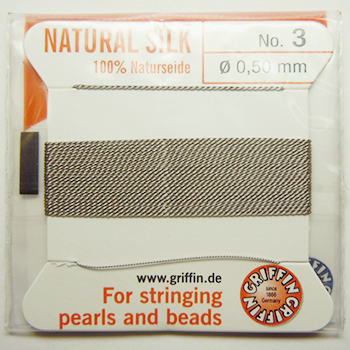 NATURAL SILK
No. 3
100% Naturseide
Ø 0,50 mm
www.griffin.de
For stringing
pearls and beads
GRIFFIN
since
1866
Germany
GRIFFIN